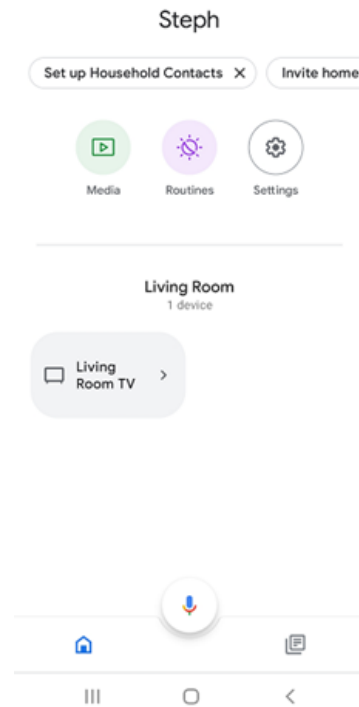 Steph
Set up Household Contacts
Invite home
Media
Routines
Settings
Living Room
1 device
Living
Room TV